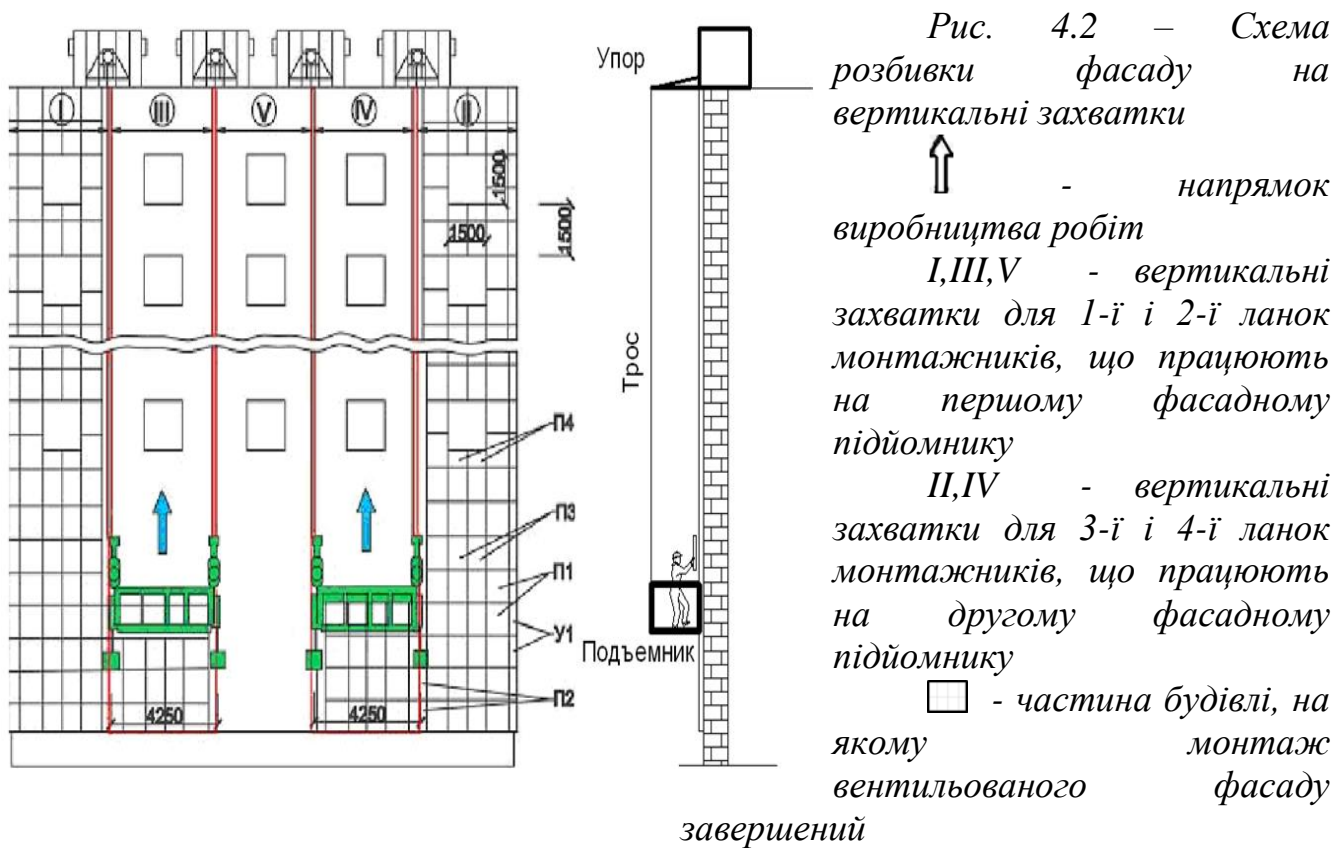 Рис. 4.2 – Схема
розбивки фасаду на
вертикальні захватки
- напрямок
виробництва робіт
I,III,V - вертикальні
захватки для 1-ї і 2-ї ланок
монтажників, що працюють
на першому фасадному
підйомнику
II,IV - вертикальні
захватки для 3-ї і 4-ї ланок
монтажників, що працюють
на другому фасадному
підйомнику
- частина будівлі, на
якому монтаж
вентильованого фасаду
завершений
I III V IV II
1500
1500
1500
П4
П3
П1
У1
П2
4250 4250
Упор
Трос
Подъемник